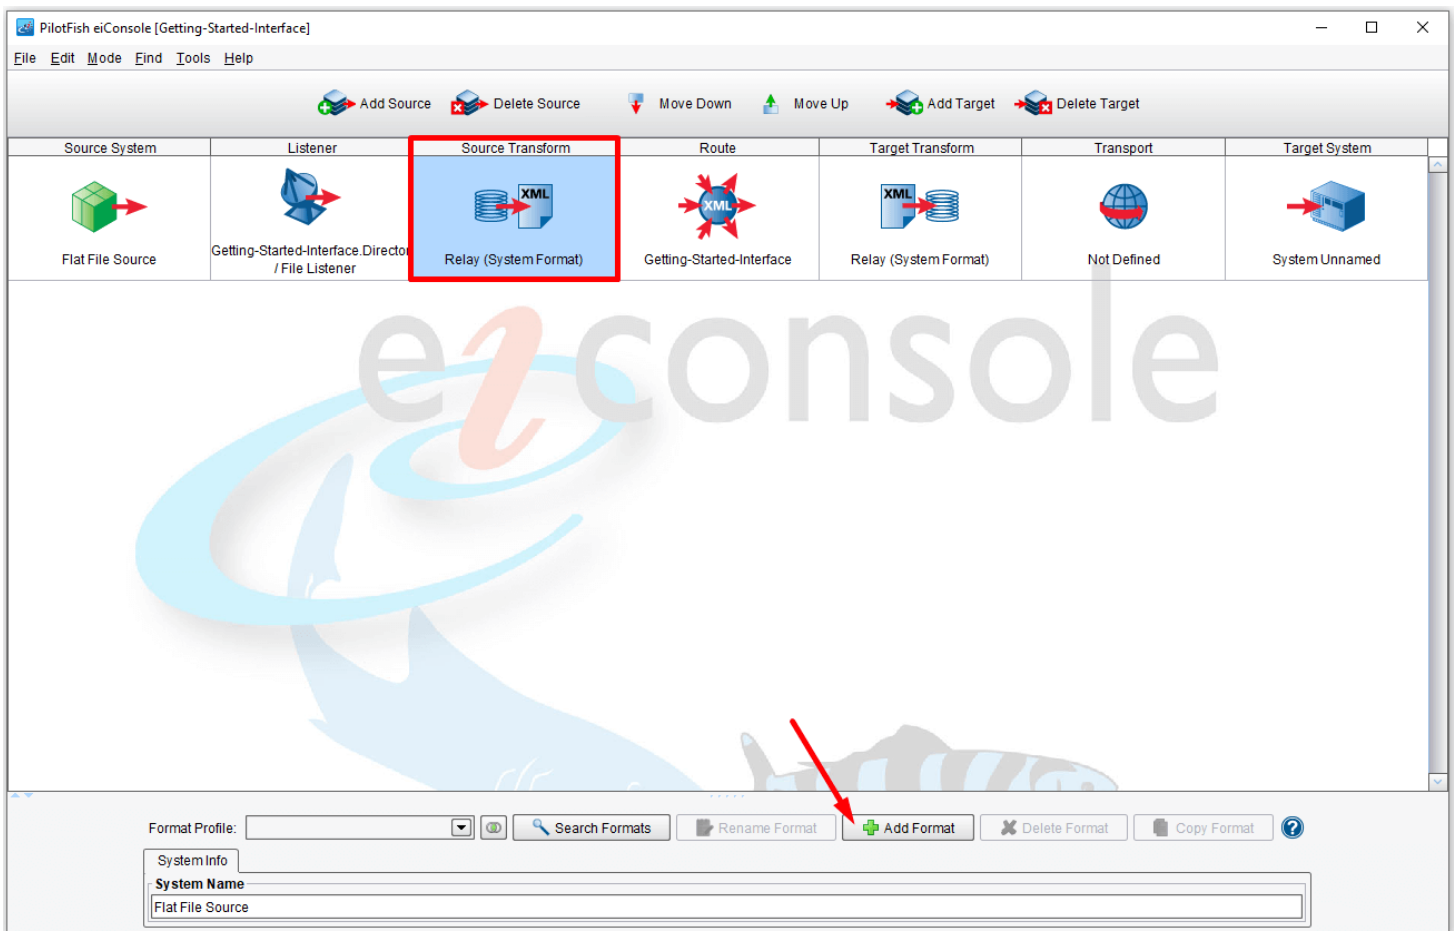 PilotFish eiConsole [Getting-Started-Interface]
File Edit Mode Find Tools Help
Add Source Delete Source Move Down Move Up Add Target Delete Target
Source System Listener Source Transform Route Target Transform Transport Target System
XML XML XML
Flat File Source Getting-Started-Interface.Director Relay (System Format) Getting-Started-Interface Relay (System Format) Not Defined System Unnamed
/ File Listener
eiconsole
Format Profile: Search Formats Rename Format Add Format Delete Format Copy Format ?
System Info
System Name
Flat File Source